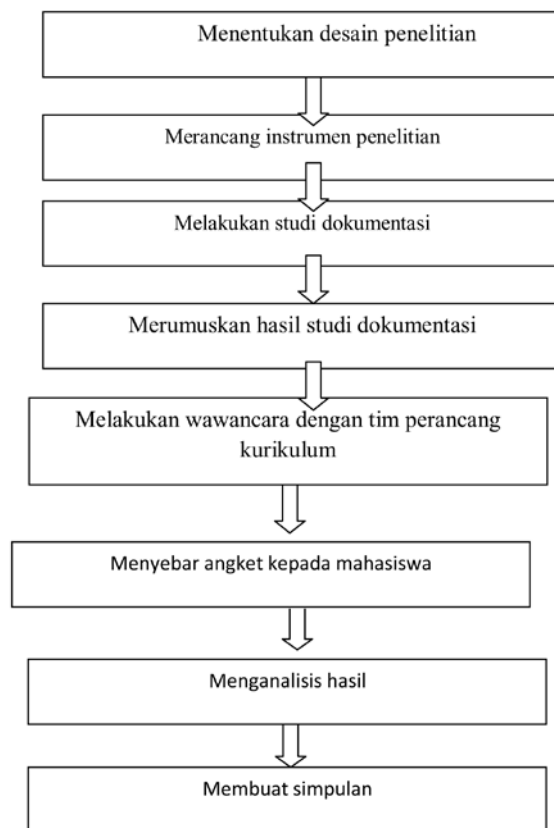 Menentukan desain penelitian
Merancang instrumen penelitian
Melakukan studi dokumentasi
Merumuskan hasil studi dokumentasi
Melakukan wawancara dengan tim perancang
kurikulum
Menyebar angket kepada mahasiswa
Menganalisis hasil
Membuat simpulan